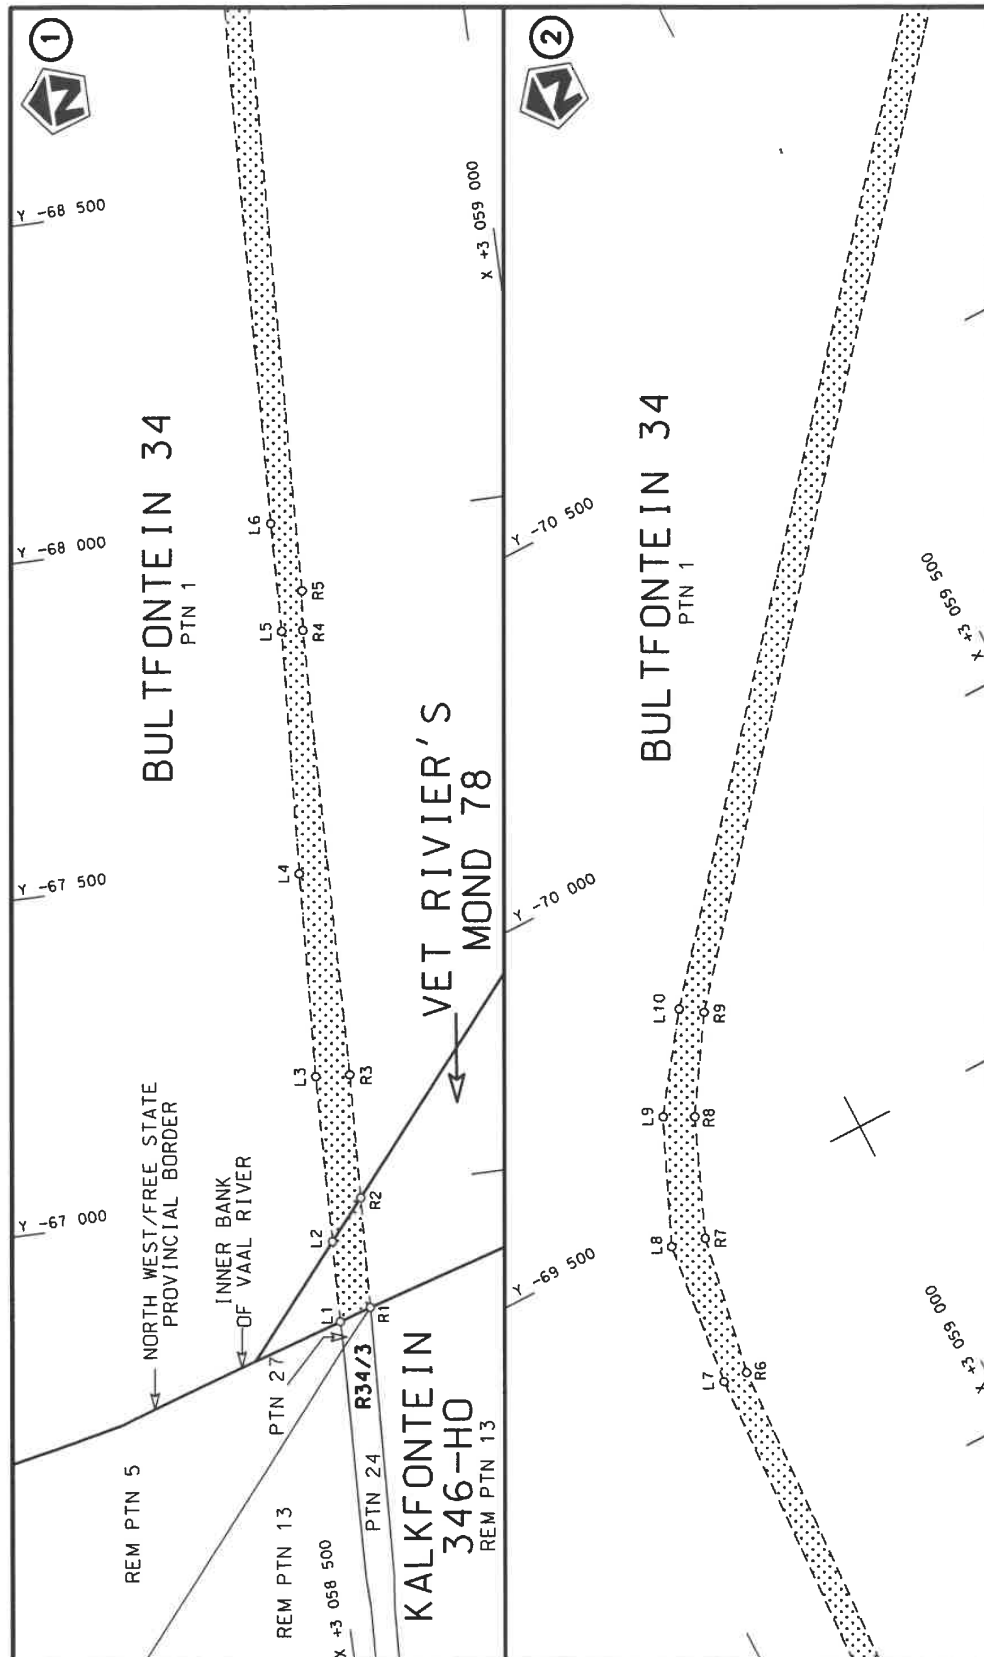 1
N
Y -68 500
X +3 059 000
BULTFONTEIN 34
PTN 1
Y -68 000
L6
L5
R5
R4
Y -67 500
L4
VET RIVIER'S
MOND 78
L3
R3
NORTH WEST/FREE STATE
PROVINCIAL BORDER
INNER BANK
OF VAAL RIVER
Y -67 000
L2
R2
L1
R1
PTN 27
R34/3
PTN 24
REM PTN 5
REM PTN 13
X +3 058 500
KALKFONTEIN
346-HO
REM PTN 13
2
N
BULTFONTEIN 34
PTN 1
Y -70 500
X +3 059 500
Y -70 000
L10
R9
L9
R8
L8
R7
Y -69 500
L7
R6
X +3 059 000